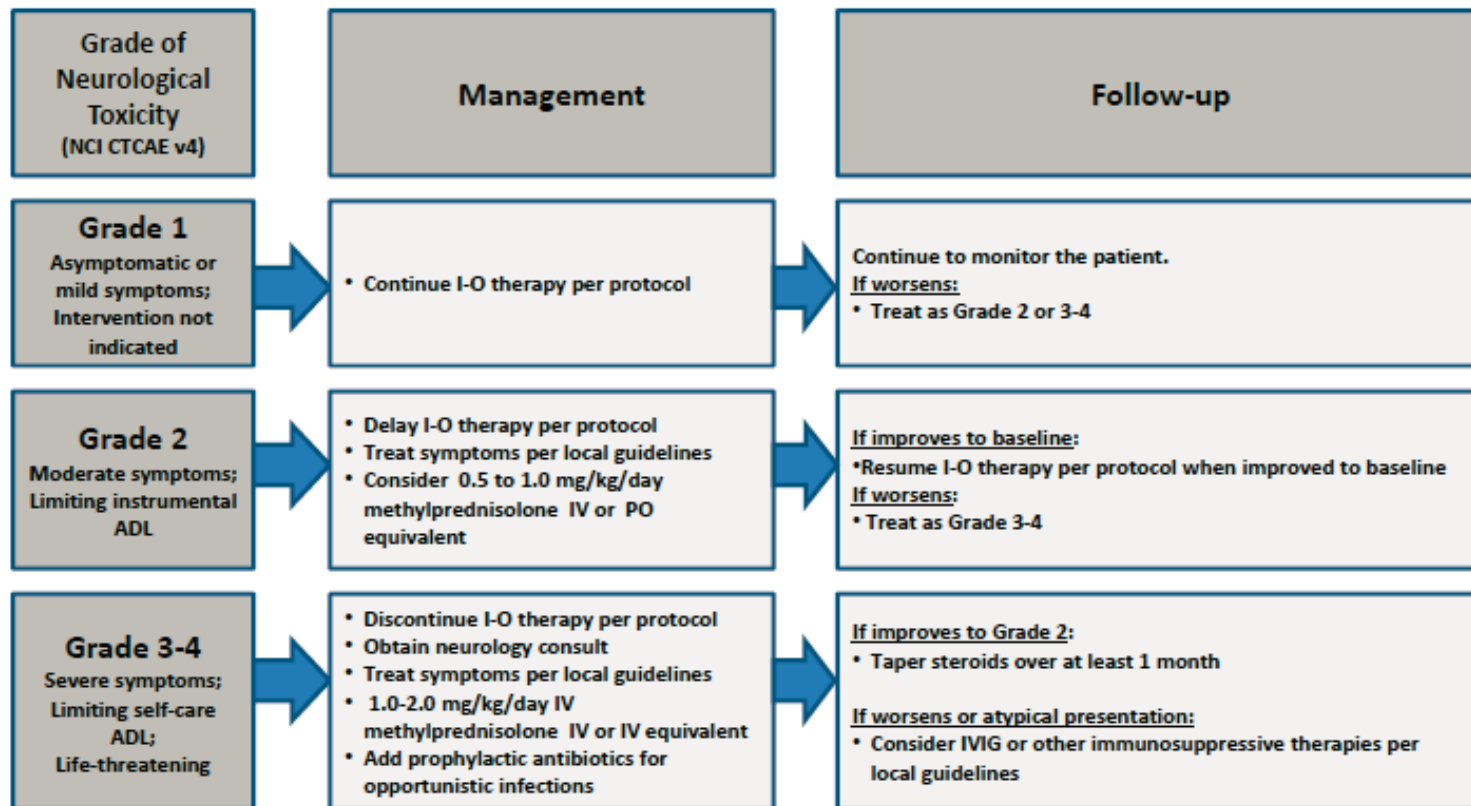 Grade of
Neurological
Toxicity
(NCI CTCAE v4)
Management
Follow-up
Grade 1
Asymptomatic or
mild symptoms;
Intervention not
indicated
• Continue I-O therapy per protocol
Continue to monitor the patient.
If worsens:
• Treat as Grade 2 or 3-4
Grade 2
Moderate symptoms;
Limiting instrumental
ADL
• Delay I-O therapy per protocol
• Treat symptoms per local guidelines
• Consider 0.5 to 1.0 mg/kg/day
methylprednisolone IV or PO
equivalent
If improves to baseline:
•Resume I-O therapy per protocol when improved to baseline
If worsens:
• Treat as Grade 3-4
Grade 3-4
Severe symptoms;
Limiting self-care
ADL;
Life-threatening
• Discontinue I-O therapy per protocol
• Obtain neurology consult
• Treat symptoms per local guidelines
• 1.0-2.0 mg/kg/day IV
methylprednisolone IV or IV equivalent
• Add prophylactic antibiotics for
opportunistic infections
If improves to Grade 2:
• Taper steroids over at least 1 month
If worsens or atypical presentation:
• Consider IVIG or other immunosuppressive therapies per
local guidelines